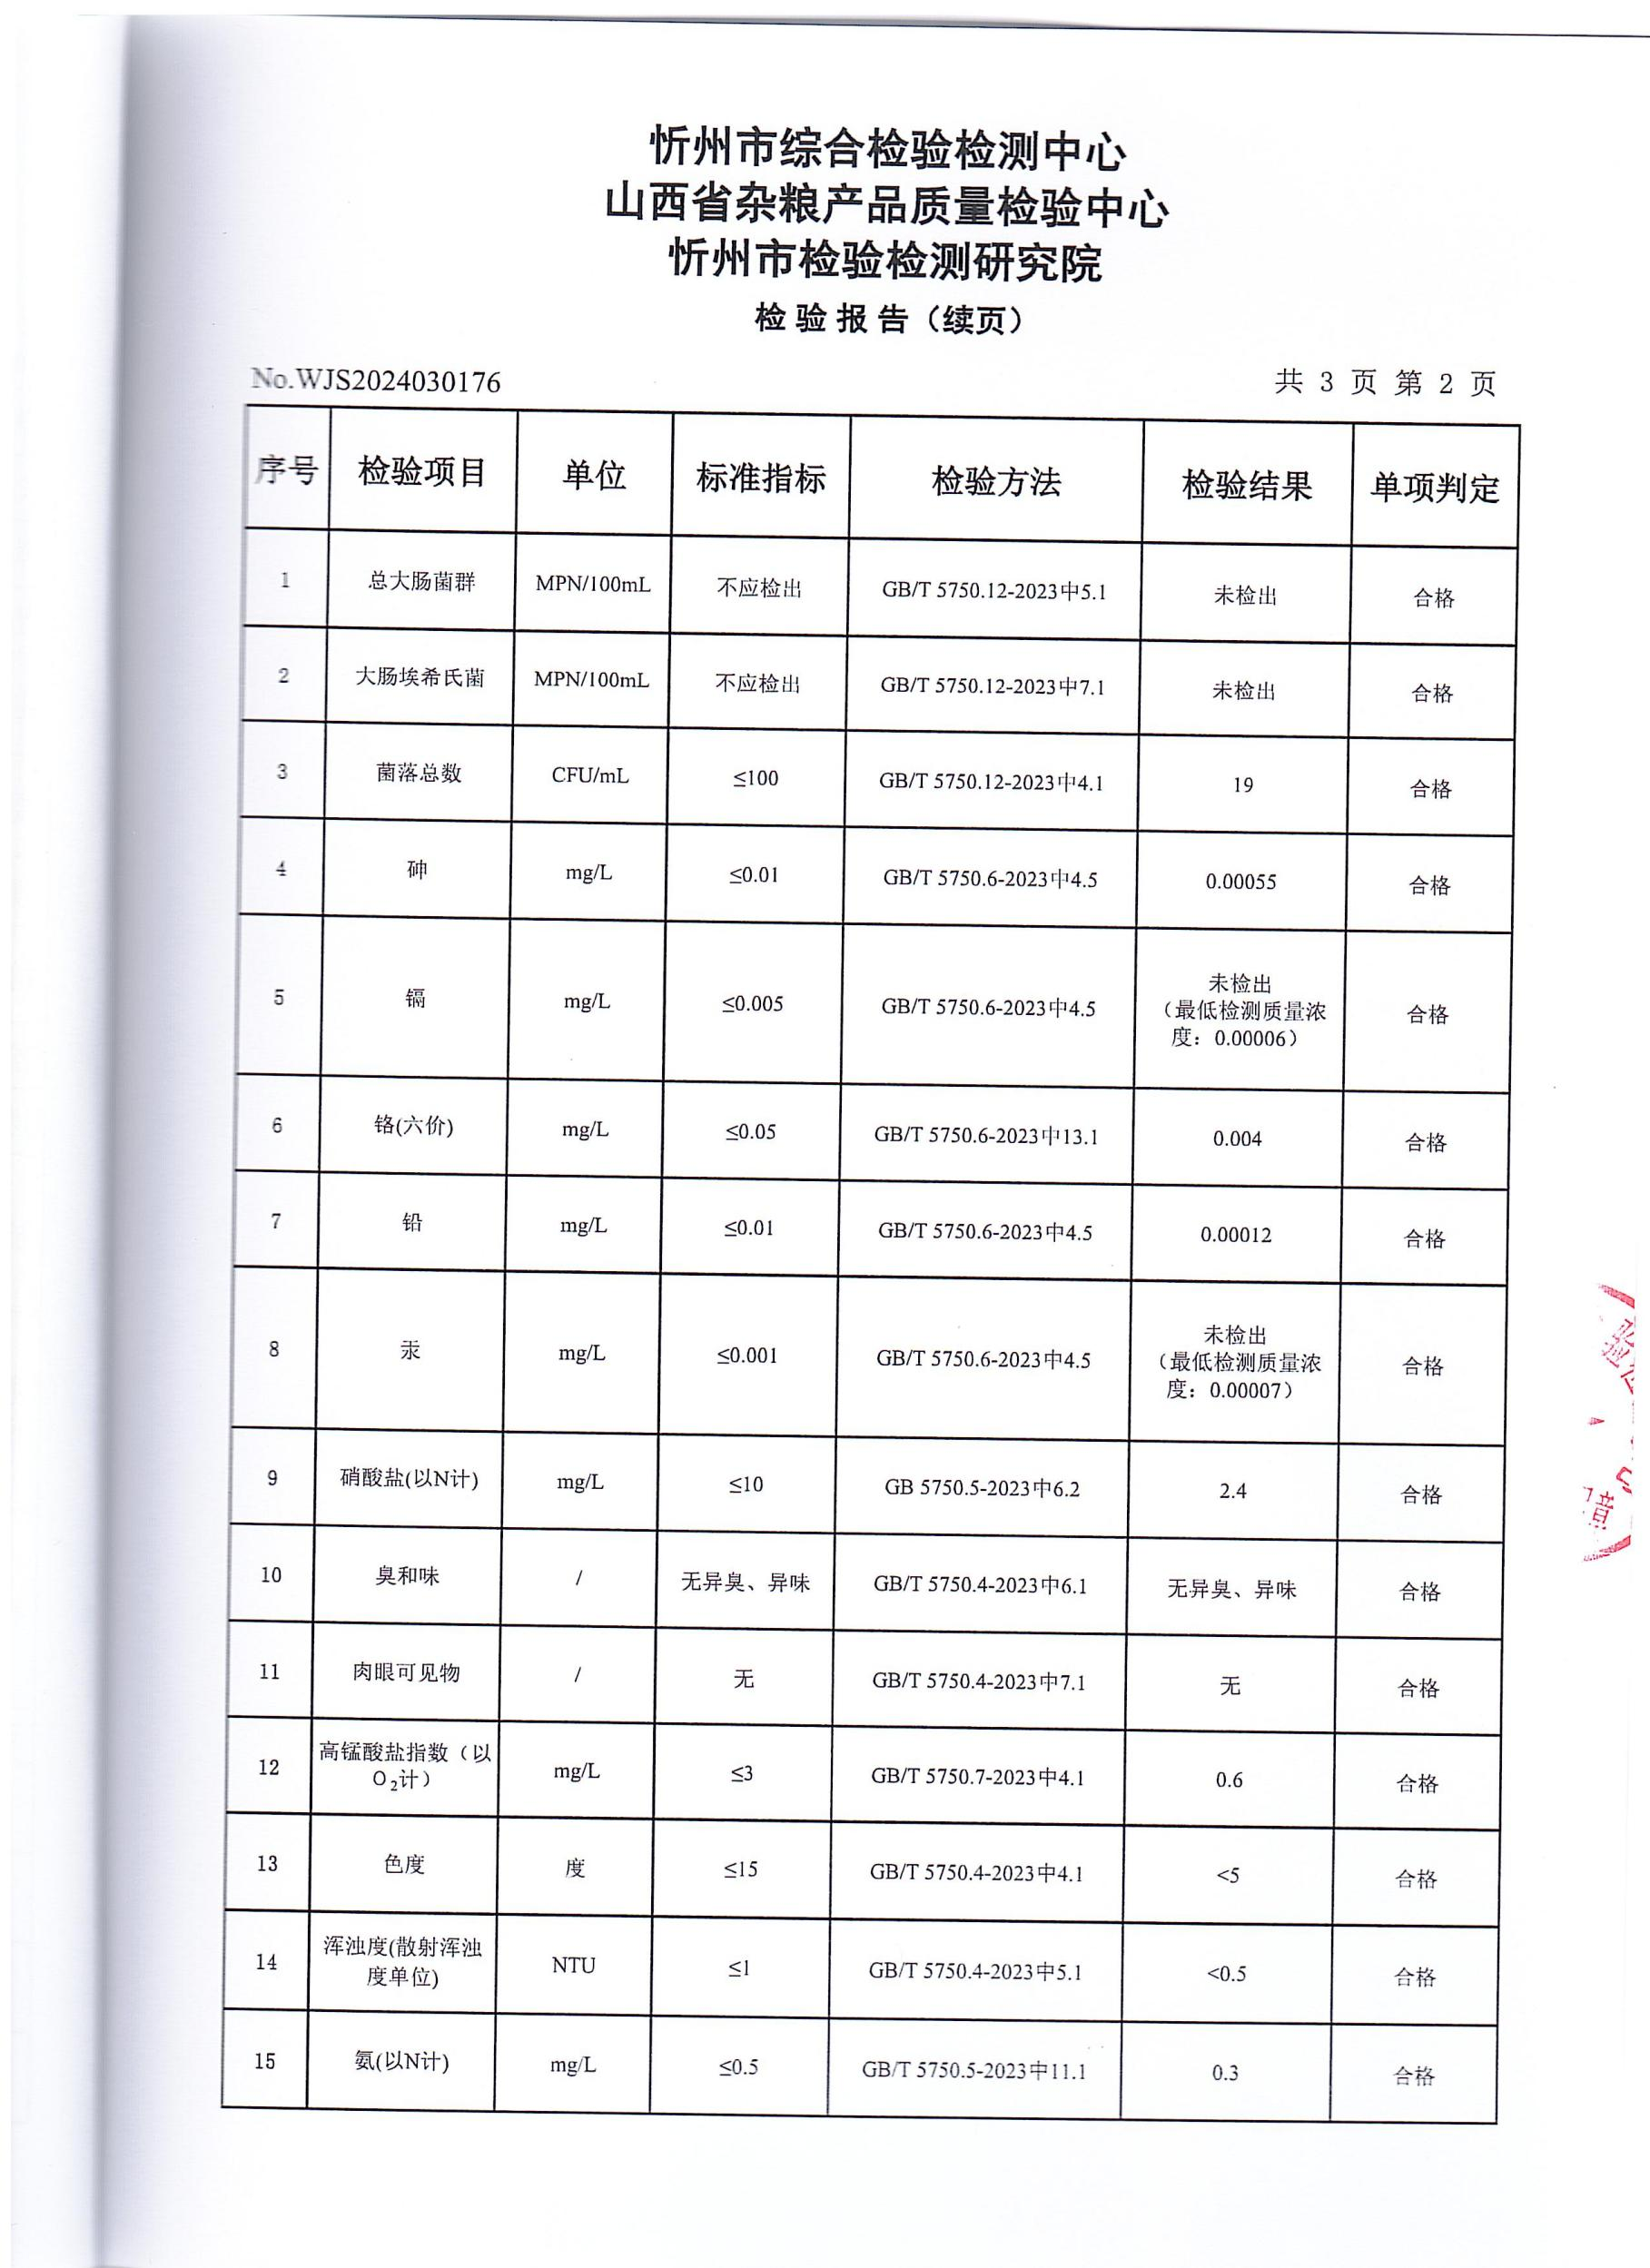 忻州市综合检验检测中心
山西省杂粮产品质量检验中心
忻州市检验检测研究院
检验报告（续页）
No.WJS2024030176 共 3 页 第 2 页
序号 检验项目 单位 标准指标 检验方法 检验结果 单项判定
1 总大肠菌群 MPN/100mL 不应检出 GB/T 5750.12-2023中5.1 未检出 合格
2 大肠埃希氏菌 MPN/100mL 不应检出 GB/T 5750.12-2023中7.1 未检出 合格
3 菌落总数 CFU/mL ≤100 GB/T 5750.12-2023中4.1 19 合格
4 砷 mg/L ≤0.01 GB/T 5750.6-2023中4.5 0.00055 合格
5 镉 mg/L ≤0.005 GB/T 5750.6-2023中4.5 未检出
（最低检测质量浓
度：0.00006） 合格
6 铬(六价) mg/L ≤0.05 GB/T 5750.6-2023中13.1 0.004 合格
7 铅 mg/L ≤0.01 GB/T 5750.6-2023中4.5 0.00012 合格
8 汞 mg/L ≤0.001 GB/T 5750.6-2023中4.5 未检出
（最低检测质量浓
度：0.00007） 合格
9 硝酸盐(以N计) mg/L ≤10 GB 5750.5-2023中6.2 2.4 合格
10 臭和味 / 无异臭、异味 GB/T 5750.4-2023中6.1 无异臭、异味 合格
11 肉眼可见物 / 无 GB/T 5750.4-2023中7.1 无 合格
12 高锰酸盐指数（以
O₂计） mg/L ≤3 GB/T 5750.7-2023中4.1 0.6 合格
13 色度 度 ≤15 GB/T 5750.4-2023中4.1 <5 合格
14 浑浊度(散射浑浊
度单位) NTU ≤1 GB/T 5750.4-2023中5.1 <0.5 合格
15 氨(以N计) mg/L ≤0.5 GB/T 5750.5-2023中11.1 0.3 合格